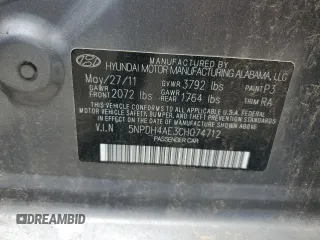 MANUFACTURED BY
HYUNDAI MOTOR MANUFACTURING ALABAMA, LLC
May/27/11 GVWR 3792 lbs PAINT P3
GAWR FRONT 2072 lbs GAWR REAR 1764 lbs TRIM RA
THIS VEHICLE CONFORMS TO ALL APPLICABLE U.S.A. FEDERAL
MOTOR VEHICLE SAFETY, BUMPER, AND THEFT PREVENTION
STANDARDS IN EFFECT ON THE DATE OF MANUFACTURE SHOWN ABOVE.
V.I.N 5NPDH4AE3CH074712
PASSENGER CAR